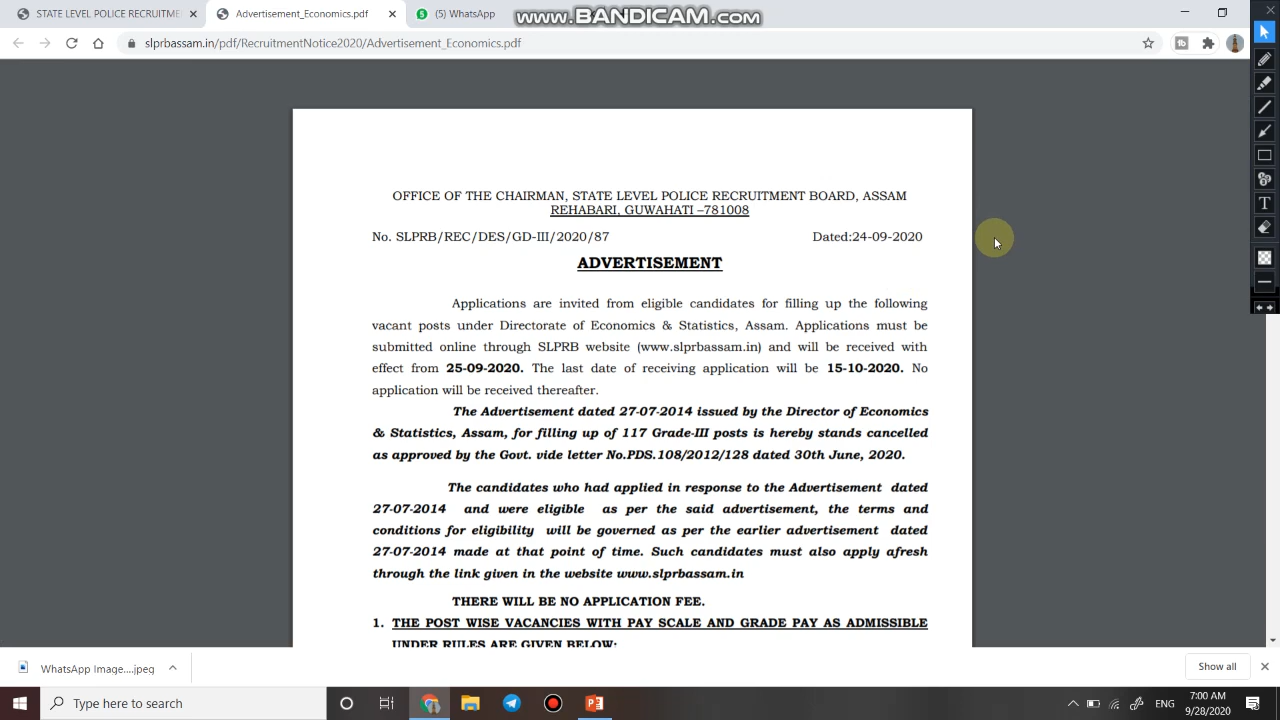 STATE LEVEL POLICE RECRUITME
Advertisement_Economics.pdf
5
(5) WhatsApp
www.BANDICAM.com
slprbassam.in/pdf/RecruitmentNotice2020/Advertisement_Economics.pdf
OFFICE OF THE CHAIRMAN, STATE LEVEL POLICE RECRUITMENT BOARD, ASSAM
REHABARI, GUWAHATI –781008
No. SLPRB/REC/DES/GD-III/2020/87 Dated:24-09-2020
ADVERTISEMENT
Applications are invited from eligible candidates for filling up the following
vacant posts under Directorate of Economics & Statistics, Assam. Applications must be
submitted online through SLPRB website (www.slprbassam.in) and will be received with
effect from 25-09-2020. The last date of receiving application will be 15-10-2020. No
application will be received thereafter.
The Advertisement dated 27-07-2014 issued by the Director of Economics
& Statistics, Assam, for filling up of 117 Grade-III posts is hereby stands cancelled
as approved by the Govt. vide letter No.PDS.108/2012/128 dated 30th June, 2020.
The candidates who had applied in response to the Advertisement dated
27-07-2014 and were eligible as per the said advertisement, the terms and
conditions for eligibility will be governed as per the earlier advertisement dated
27-07-2014 made at that point of time. Such candidates must also apply afresh
through the link given in the website www.slprbassam.in
THERE WILL BE NO APPLICATION FEE.
1. THE POST WISE VACANCIES WITH PAY SCALE AND GRADE PAY AS ADMISSIBLE
UNDER RULES ARE GIVEN BELOW:
WhatsApp Image....jpeg
Show all
Type here to search
ENG
7:00 AM
9/28/2020